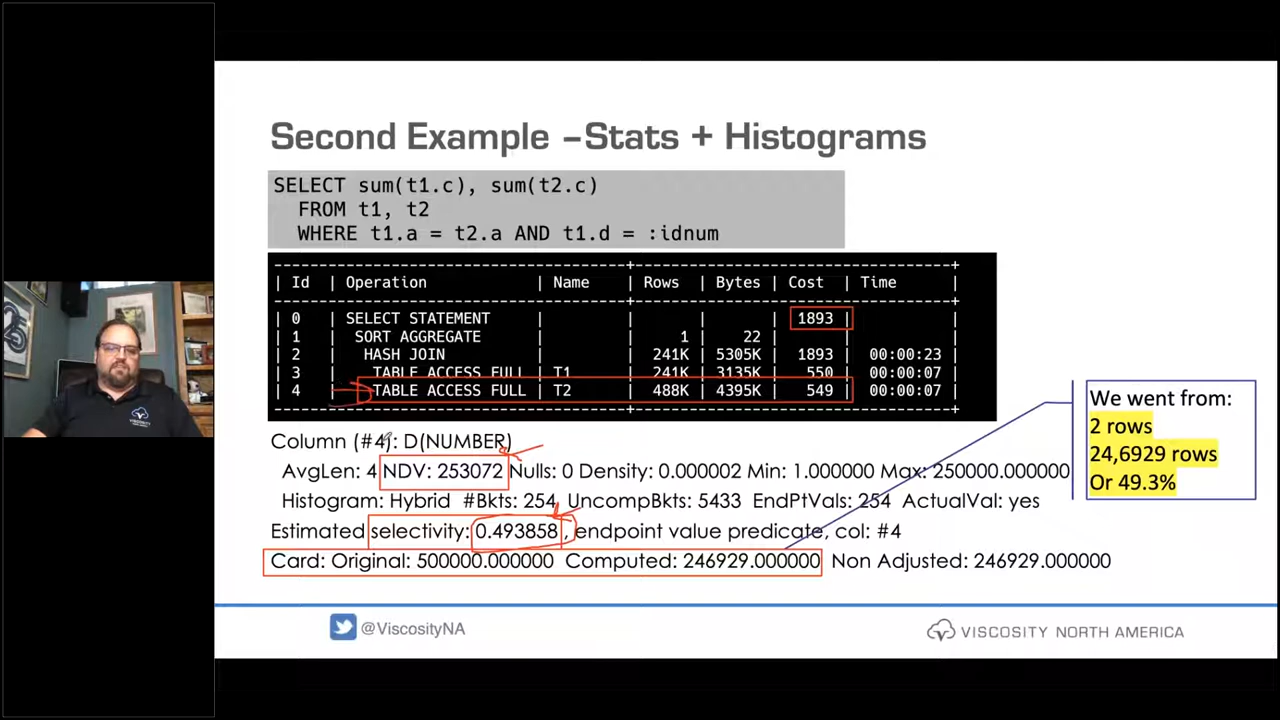 Second Example –Stats + Histograms
SELECT sum(t1.c), sum(t2.c)
FROM t1, t2
WHERE t1.a = t2.a AND t1.d = :idnum
---------------------------------------+-----------------------------------+
| Id | Operation | Name | Rows | Bytes | Cost | Time |
---------------------------------------+-----------------------------------+
| 0 | SELECT STATEMENT | | | | 1893 | |
| 1 | SORT AGGREGATE | | 1 | 22 | | |
| 2 | HASH JOIN | | 241K | 5305K | 1893 | 00:00:23 |
| 3 | TABLE ACCESS FULL | T1 | 241K | 3135K | 550 | 00:00:07 |
| 4 | TABLE ACCESS FULL | T2 | 488K | 4395K | 549 | 00:00:07 |
---------------------------------------+-----------------------------------+
Column (#4): D(NUMBER)
AvgLen: 4 NDV: 253072 Nulls: 0 Density: 0.000002 Min: 1.000000 Max: 250000.000000
Histogram: Hybrid #Bkts: 254 UncompBkts: 5433 EndPtVals: 254 ActualVal: yes
Estimated selectivity: 0.493858 , endpoint value predicate, col: #4
Card: Original: 500000.000000 Computed: 246929.000000 Non Adjusted: 246929.000000
We went from:
2 rows
24,6929 rows
Or 49.3%
@ViscosityNA
VISCOSITY NORTH AMERICA